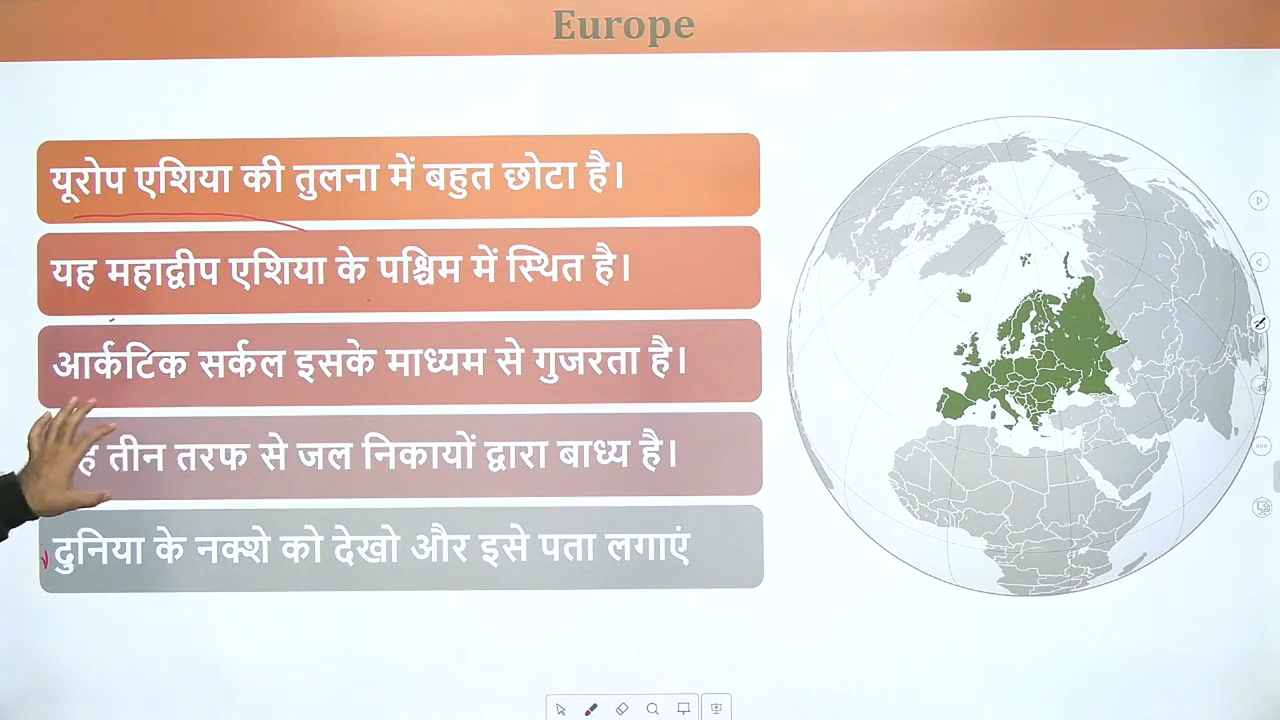 Europe
यूरोप एशिया की तुलना में बहुत छोटा है।
यह महाद्वीप एशिया के पश्चिम में स्थित है।
आर्कटिक सर्कल इसके माध्यम से गुजरता है।
तीन तरफ से जल निकायों द्वारा बाध्य है।
दुनिया के नक्शे को देखो और इसे पता लगाएं